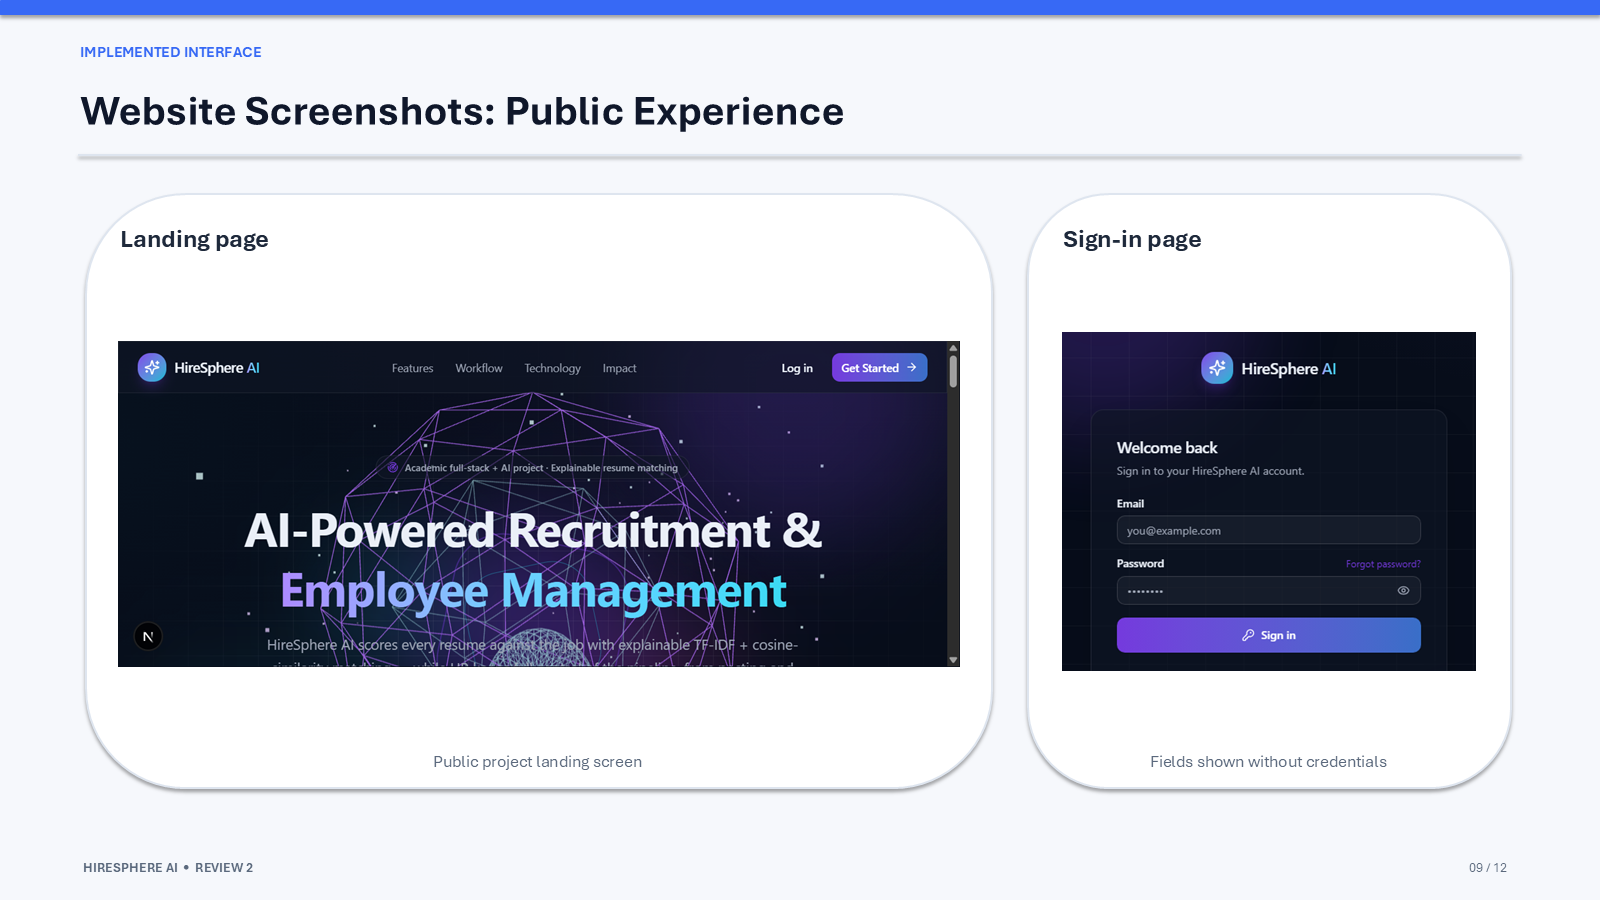 IMPLEMENTED INTERFACE
Website Screenshots: Public Experience
Landing page
HireSphere AI
Features
Workflow
Technology
Impact
Log in
Get Started
Academic full-stack + AI project · Explainable resume matching
AI-Powered Recruitment &
Employee Management
HireSphere AI scores every resume against the job with explainable TF-IDF + cosine-
N
Public project landing screen
Sign-in page
HireSphere AI
Welcome back
Sign in to your HireSphere AI account.
Email
you@example.com
Password
Forgot password?
••••••••
Sign in
Fields shown without credentials
HIRESPHERE AI • REVIEW 2
09 / 12